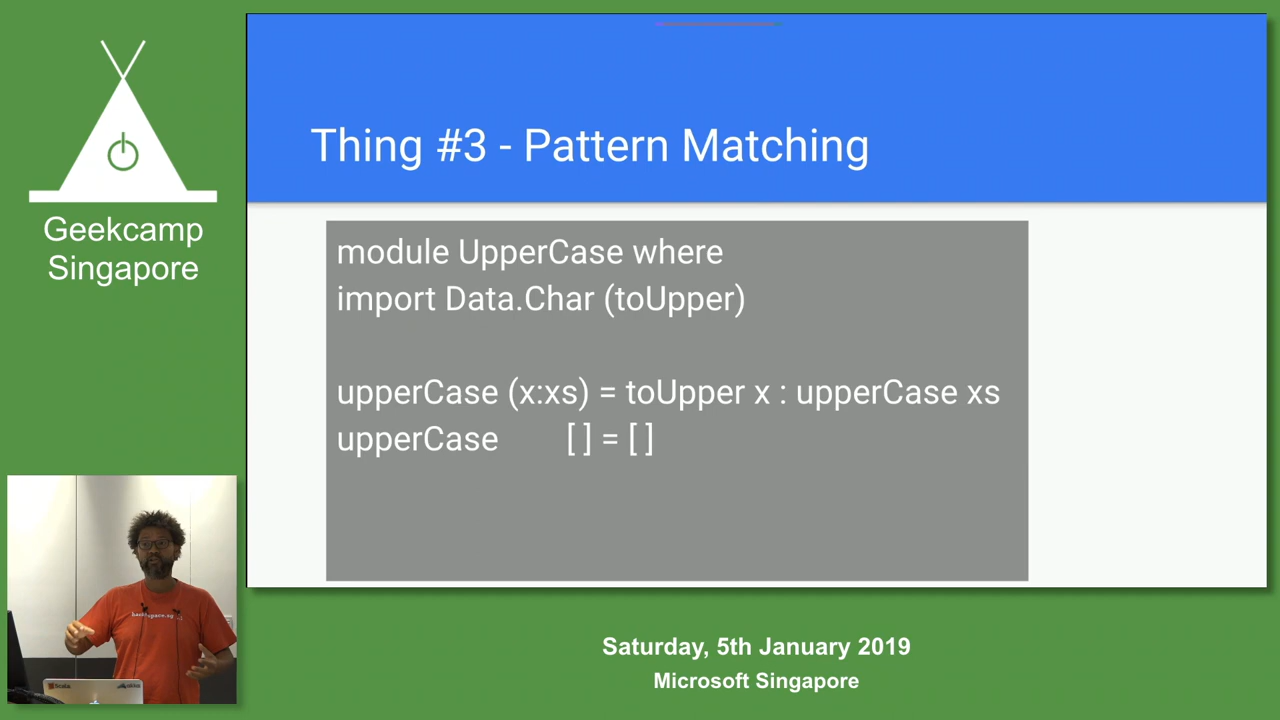 Geekcamp
Singapore
Thing #3 - Pattern Matching
module UpperCase where
import Data.Char (toUpper)
upperCase (x:xs) = toUpper x : upperCase xs
upperCase [ ] = [ ]
Saturday, 5th January 2019
Microsoft Singapore